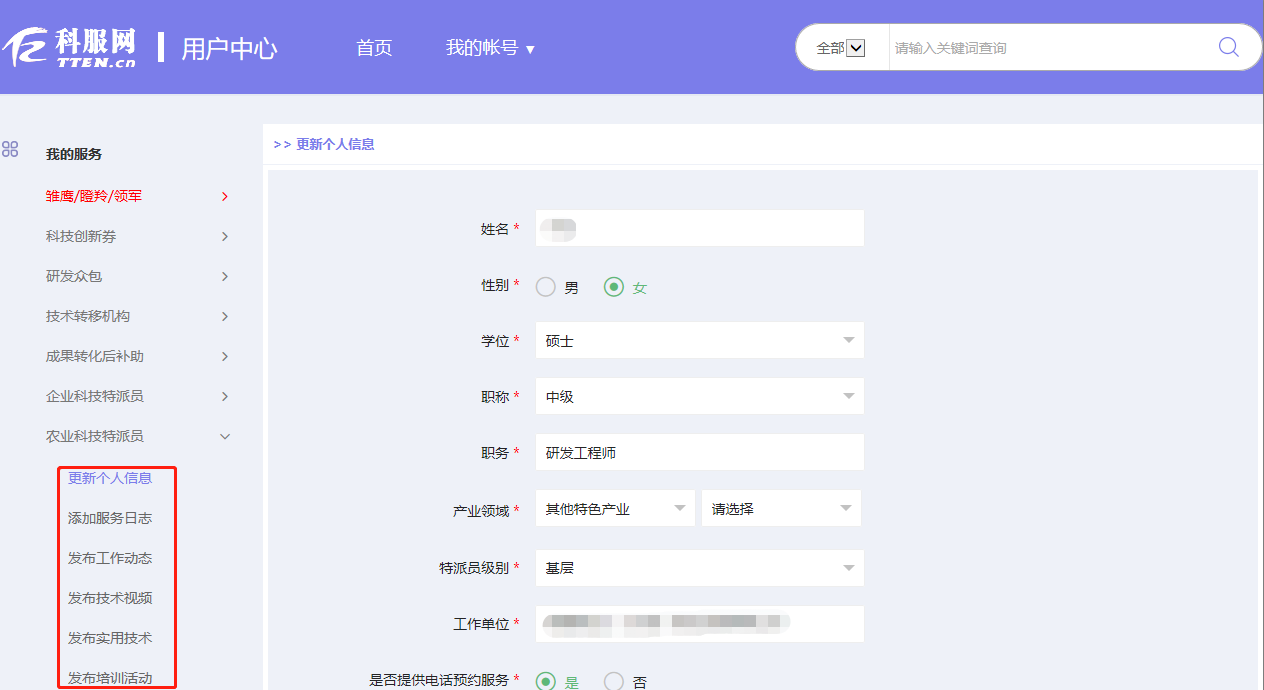 科服网
TTEN.cn
用户中心
首页
我的帐号 ▼
全部
请输入关键词查询
我的服务
雏鹰/瞪羚/领军
科技创新券
研发众包
技术转移机构
成果转化后补助
企业科技特派员
农业科技特派员
更新个人信息
添加服务日志
发布工作动态
发布技术视频
发布实用技术
发布培训活动
>> 更新个人信息
姓名*
性别* 男 女
学位* 硕士
职称* 中级
职务* 研发工程师
产业领域* 其他特色产业 请选择
特派员级别* 基层
工作单位*
是否提供电话预约服务* 是 否